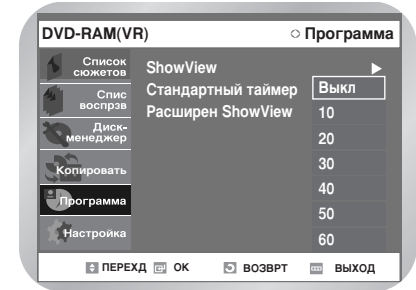 DVD-RAM(VR) Программа
Список
сюжетов
Спис
воспрзв
Диск-
менеджер
Копировать
Программа
Настройка
ShowView
Стандартный таймер
Расширен ShowView
Выкл
10
20
30
40
50
60
ПЕРЕХД OK ВОЗВРТ ВЫХОД